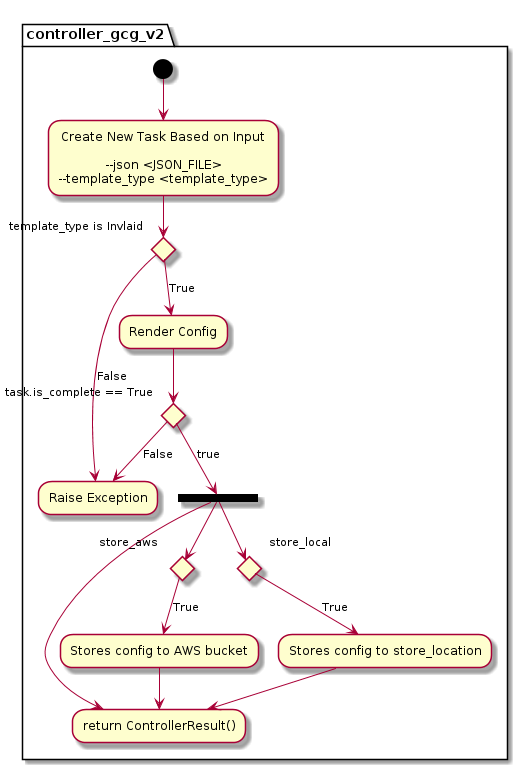 controller_gcg_v2
Create New Task Based on Input
--json <JSON_FILE>
--template_type <template_type>
template_type is Invlaid
True
Render Config
False
task.is_complete == True
False
true
Raise Exception
store_aws
store_local
True
True
Stores config to AWS bucket
Stores config to store_location
return ControllerResult()